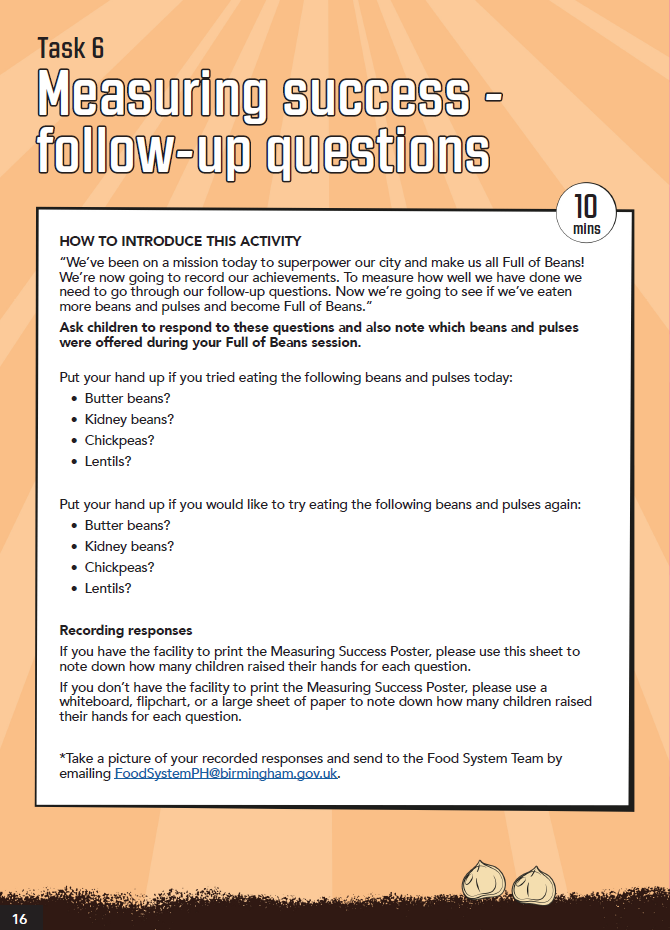 Task 6
Measuring success -
follow-up questions
10
mins
HOW TO INTRODUCE THIS ACTIVITY
“We’ve been on a mission today to superpower our city and make us all Full of Beans!
We’re now going to record our achievements. To measure how well we have done we
need to go through our follow-up questions. Now we’re going to see if we’ve eaten
more beans and pulses and become Full of Beans.“
Ask children to respond to these questions and also note which beans and pulses
were offered during your Full of Beans session.
Put your hand up if you tried eating the following beans and pulses today:
• Butter beans?
• Kidney beans?
• Chickpeas?
• Lentils?
Put your hand up if you would like to try eating the following beans and pulses again:
• Butter beans?
• Kidney beans?
• Chickpeas?
• Lentils?
Recording responses
If you have the facility to print the Measuring Success Poster, please use this sheet to
note down how many children raised their hands for each question.
If you don’t have the facility to print the Measuring Success Poster, please use a
whiteboard, flipchart, or a large sheet of paper to note down how many children raised
their hands for each question.
*Take a picture of your recorded responses and send to the Food System Team by
emailing FoodSystemPH@birmingham.gov.uk.
16